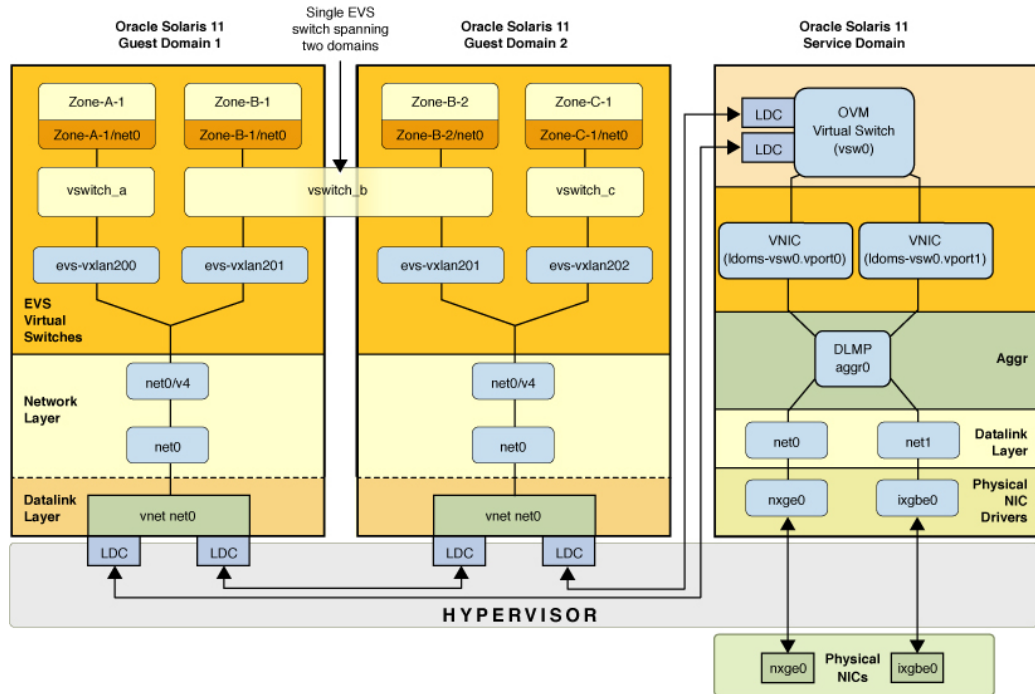 Oracle Solaris 11
Guest Domain 1
Single EVS
switch spanning
two domains
Oracle Solaris 11
Guest Domain 2
Oracle Solaris 11
Service Domain
Zone-A-1
Zone-A-1/net0
Zone-B-1
Zone-B-1/net0
Zone-B-2
Zone-B-2/net0
Zone-C-1
Zone-C-1/net0
vswitch_a
vswitch_b
vswitch_c
evs-vxlan200
evs-vxlan201
evs-vxlan201
evs-vxlan202
EVS
Virtual
Switches
net0/v4
net0/v4
Network
Layer
net0
net0
Datalink
Layer
vnet net0
vnet net0
LDC
LDC
LDC
LDC
HYPERVISOR
LDC
LDC
OVM
Virtual Switch
(vsw0)
VNIC
(ldoms-vsw0.vport0)
VNIC
(ldoms-vsw0.vport1)
DLMP
aggr0
Aggr
net0
net1
Datalink
Layer
nxge0
ixgbe0
Physical
NIC
Drivers
nxge0
Physical
NICs
ixgbe0